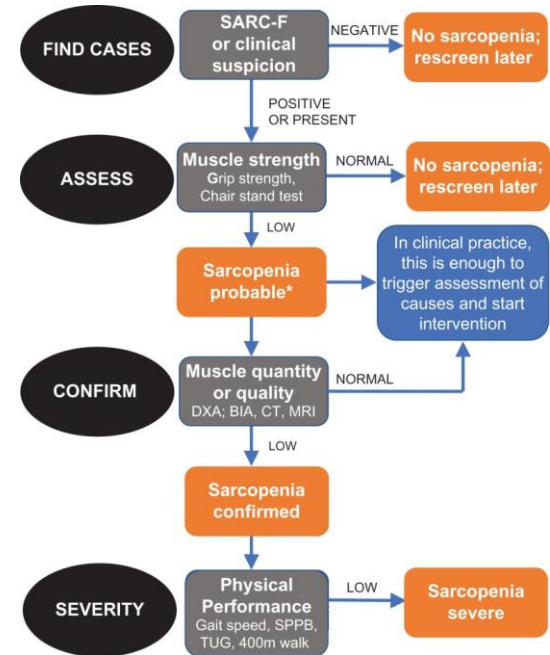 FIND CASES
SARC-F
or clinical
suspicion
NEGATIVE
No sarcopenia;
rescreen later
POSITIVE
OR PRESENT
ASSESS
Muscle strength
Grip strength,
Chair stand test
NORMAL
No sarcopenia;
rescreen later
LOW
Sarcopenia
probable*
In clinical practice,
this is enough to
trigger assessment of
causes and start
intervention
CONFIRM
Muscle quantity
or quality
DXA; BIA, CT, MRI
NORMAL
LOW
Sarcopenia
confirmed
SEVERITY
Physical
Performance
Gait speed, SPPB,
TUG, 400m walk
LOW
Sarcopenia
severe